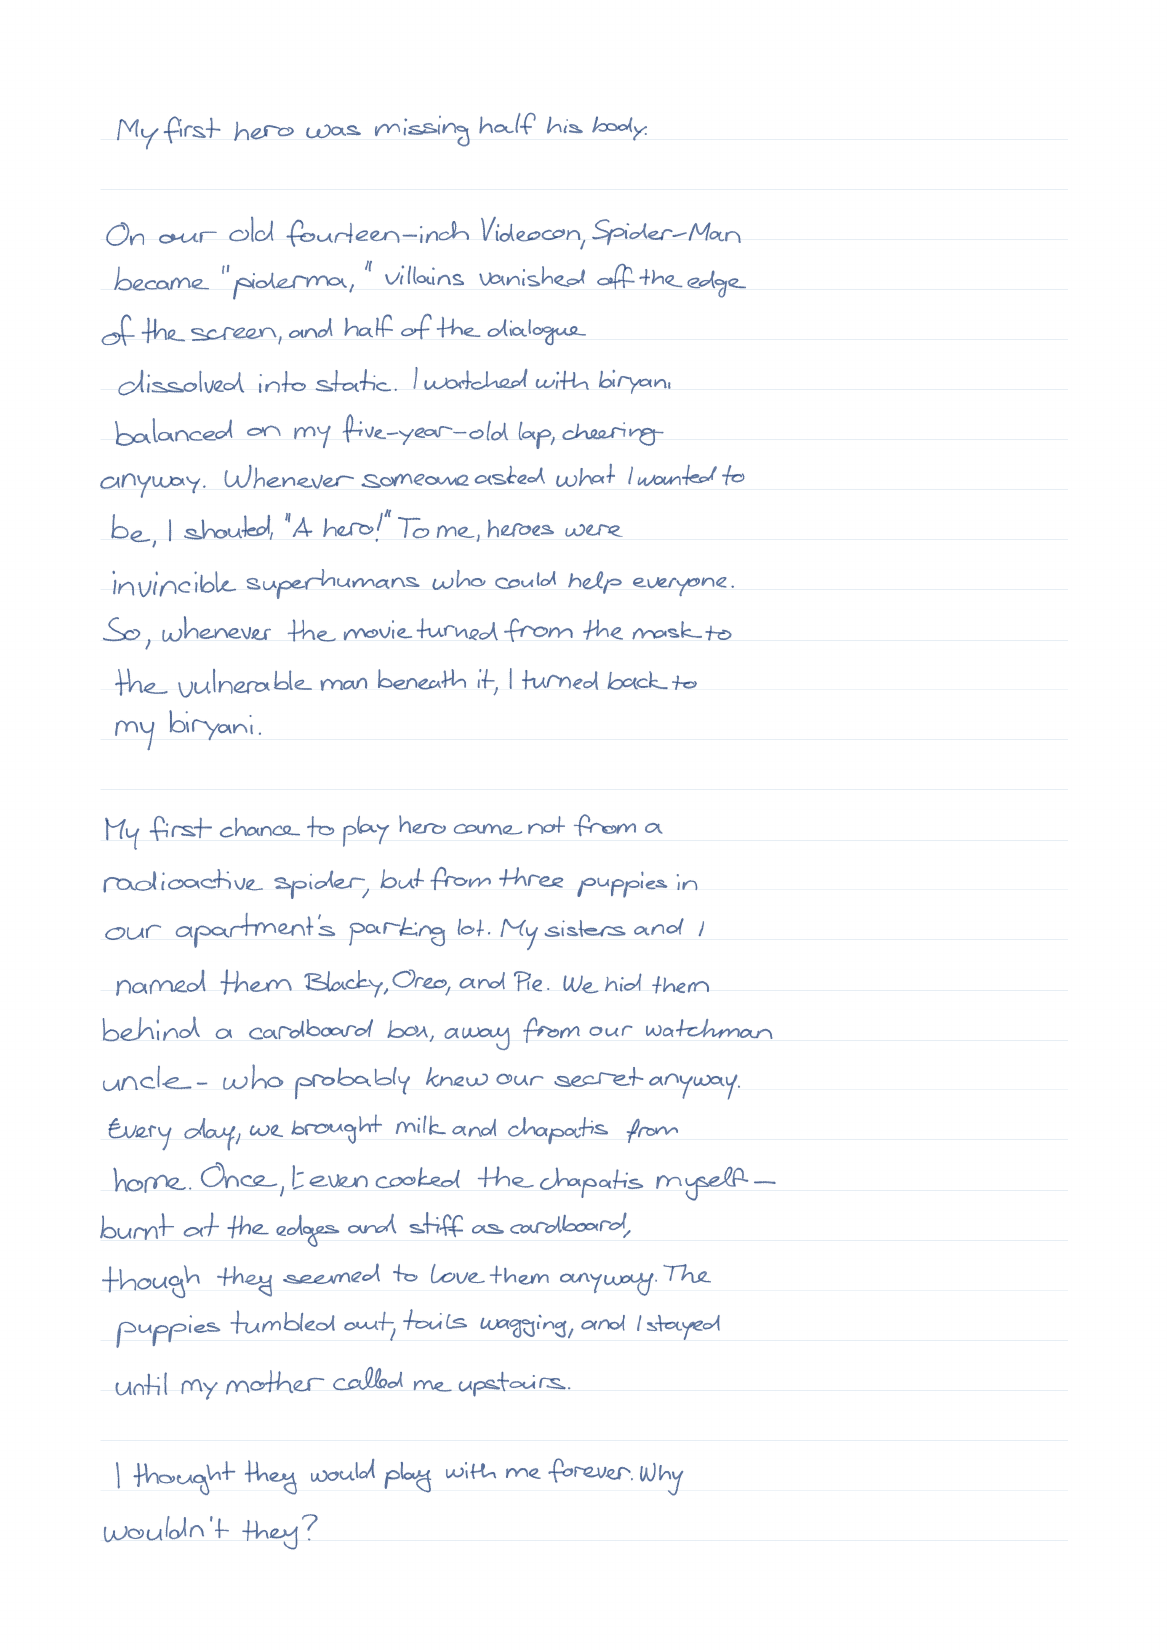 My first hero was missing half his body.
On our old fourteen-inch Videocon, Spider-Man
became "piderma," villains vanished off the edge
of the screen, and half of the dialogue
dissolved into static. I watched with biryani
balanced on my five-year-old lap, cheering
anyway. Whenever someone asked what I wanted to
be, I shouted, "A hero!" To me, heroes were
invincible superhumans who could help everyone.
So, whenever the movie turned from the mask to
the vulnerable man beneath it, I turned back to
my biryani.
My first chance to play hero came not from a
radioactive spider, but from three puppies in
our apartment's parking lot. My sisters and I
named them Blacky, Oreo, and Pie. We hid them
behind a cardboard box, away from our watchman
uncle- who probably knew our secret anyway.
Every day, we brought milk and chapatis from
home. Once, I even cooked the chapatis myself—
burnt at the edges and stiff as cardboard,
though they seemed to love them anyway. The
puppies tumbled out, tails wagging, and I stayed
until my mother called me upstairs.
I thought they would play with me forever. Why
wouldn't they?